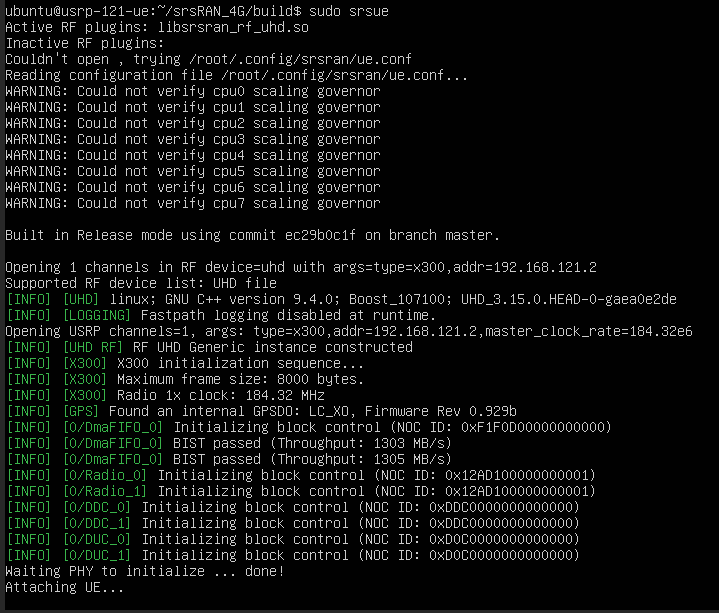 ubuntu@usrp-121-ue:~/srsRAN_4G/build$ sudo srsue
Active RF plugins: libsrsran_rf_uhd.so
Inactive RF plugins:
Couldn't open , trying /root/.config/srsran/ue.conf
Reading configuration file /root/.config/srsran/ue.conf...
WARNING: Could not verify cpu0 scaling governor
WARNING: Could not verify cpu1 scaling governor
WARNING: Could not verify cpu2 scaling governor
WARNING: Could not verify cpu3 scaling governor
WARNING: Could not verify cpu4 scaling governor
WARNING: Could not verify cpu5 scaling governor
WARNING: Could not verify cpu6 scaling governor
WARNING: Could not verify cpu7 scaling governor
Built in Release mode using commit ec29b0c1f on branch master.
Opening 1 channels in RF device=uhd with args=type=x300,addr=192.168.121.2
Supported RF device list: UHD file
[INFO] [UHD] linux; GNU C++ version 9.4.0; Boost_107100; UHD_3.15.0.HEAD-0-gaea0e2de
[INFO] [LOGGING] Fastpath logging disabled at runtime.
Opening USRP channels=1, args: type=x300,addr=192.168.121.2,master_clock_rate=184.32e6
[INFO] [UHD RF] RF UHD Generic instance constructed
[INFO] [X300] X300 initialization sequence...
[INFO] [X300] Maximum frame size: 8000 bytes.
[INFO] [X300] Radio 1x clock: 184.32 MHz
[INFO] [GPS] Found an internal GPSDO: LC_XO, Firmware Rev 0.929b
[INFO] [0/DmaFIFO_0] Initializing block control (NOC ID: 0xF1F0D00000000000)
[INFO] [0/DmaFIFO_0] BIST passed (Throughput: 1303 MB/s)
[INFO] [0/DmaFIFO_0] BIST passed (Throughput: 1305 MB/s)
[INFO] [0/Radio_0] Initializing block control (NOC ID: 0x12AD100000000001)
[INFO] [0/Radio_1] Initializing block control (NOC ID: 0x12AD100000000001)
[INFO] [0/DDC_0] Initializing block control (NOC ID: 0xDDC0000000000000)
[INFO] [0/DDC_1] Initializing block control (NOC ID: 0xDDC0000000000000)
[INFO] [0/DUC_0] Initializing block control (NOC ID: 0xD0C0000000000000)
[INFO] [0/DUC_1] Initializing block control (NOC ID: 0xD0C0000000000000)
Waiting PHY to initialize ... done!
Attaching UE...